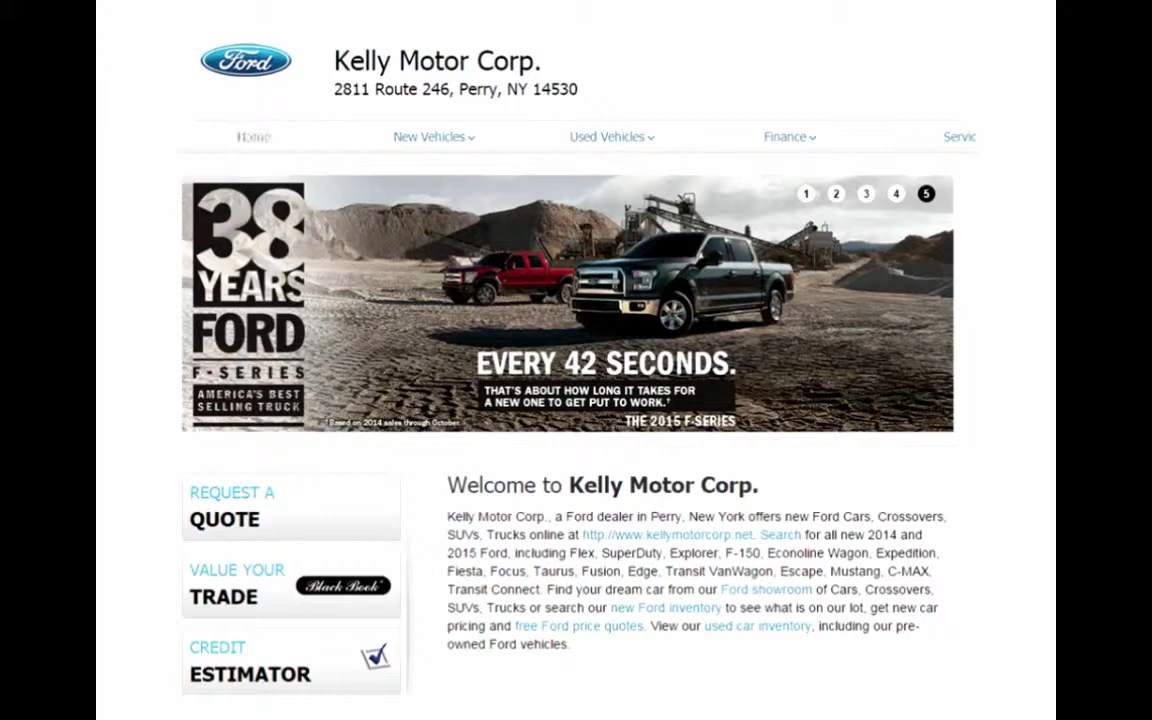 Ford
Kelly Motor Corp.
2811 Route 246, Perry, NY 14530
Home
New Vehicles
Used Vehicles
Finance
Servic
1 2 3 4 5
38
YEARS
FORD
F-SERIES
AMERICA'S BEST
SELLING TRUCK
EVERY 42 SECONDS.
THAT'S ABOUT HOW LONG IT TAKES FOR
A NEW ONE TO GET PUT TO WORK.†
THE 2015 F-SERIES
†Based on 2014 sales through October.
REQUEST A
QUOTE
VALUE YOUR
TRADE
Black Book®
CREDIT
ESTIMATOR
Welcome to Kelly Motor Corp.
Kelly Motor Corp., a Ford dealer in Perry, New York offers new Ford Cars, Crossovers,
SUVs, Trucks online at http://www.kellymotorcorp.net. Search for all new 2014 and
2015 Ford, including Flex, SuperDuty, Explorer, F-150, Econoline Wagon, Expedition,
Fiesta, Focus, Taurus, Fusion, Edge, Transit VanWagon, Escape, Mustang, C-MAX,
Transit Connect. Find your dream car from our Ford showroom of Cars, Crossovers,
SUVs, Trucks or search our new Ford inventory to see what is on our lot, get new car
pricing and free Ford price quotes. View our used car inventory, including our pre-
owned Ford vehicles.